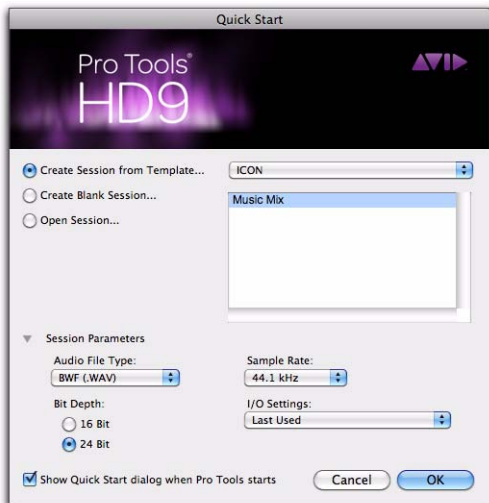 Quick Start
Pro Tools®
HD9
AVID
Create Session from Template...
ICON
Create Blank Session...
Music Mix
Open Session...
Session Parameters
Audio File Type:
Sample Rate:
BWF (.WAV)
44.1 kHz
Bit Depth:
I/O Settings:
16 Bit
Last Used
24 Bit
Show Quick Start dialog when Pro Tools starts
Cancel
OK